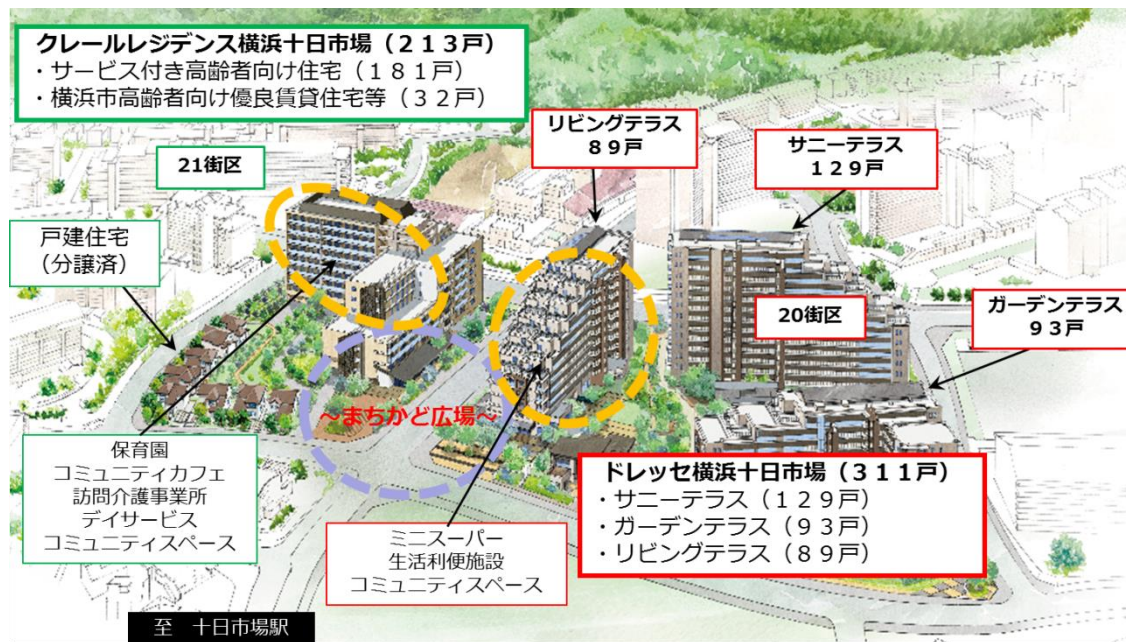 クレールレジデンス横浜十日市場（２１３戸）
・サービス付き高齢者向け住宅（１８１戸）
・横浜市高齢者向け優良賃貸住宅等（３２戸）
リビングテラス
８９戸
サニーテラス
１２９戸
21街区
戸建住宅
（分譲済）
20街区
ガーデンテラス
９３戸
～まちかど広場～
保育園
コミュニティカフェ
訪問介護事業所
デイサービス
コミュニティスペース
ミニスーパー
生活利便施設
コミュニティスペース
ドレッセ横浜十日市場（３１１戸）
・サニーテラス（１２９戸）
・ガーデンテラス（９３戸）
・リビングテラス（８９戸）
至　十日市場駅